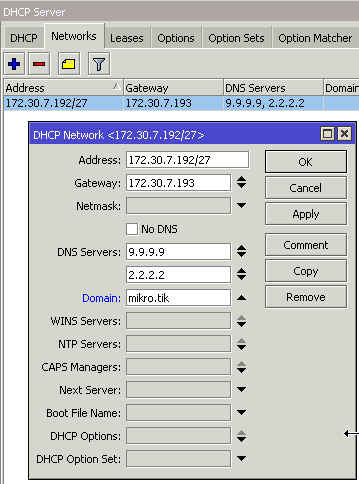 DHCP Server
DHCP Networks Leases Options Option Sets Option Matcher
Address Gateway DNS Servers Domain
172.30.7.192/27 172.30.7.193 9.9.9.9, 2.2.2.2
DHCP Network <172.30.7.192/27>
Address: 172.30.7.192/27 OK
Gateway: 172.30.7.193 Cancel
Netmask: Apply
No DNS
DNS Servers: 9.9.9.9 Comment
2.2.2.2 Copy
Domain: mikro.tik Remove
WINS Servers:
NTP Servers:
CAPS Managers:
Next Server:
Boot File Name:
DHCP Options:
DHCP Option Set: